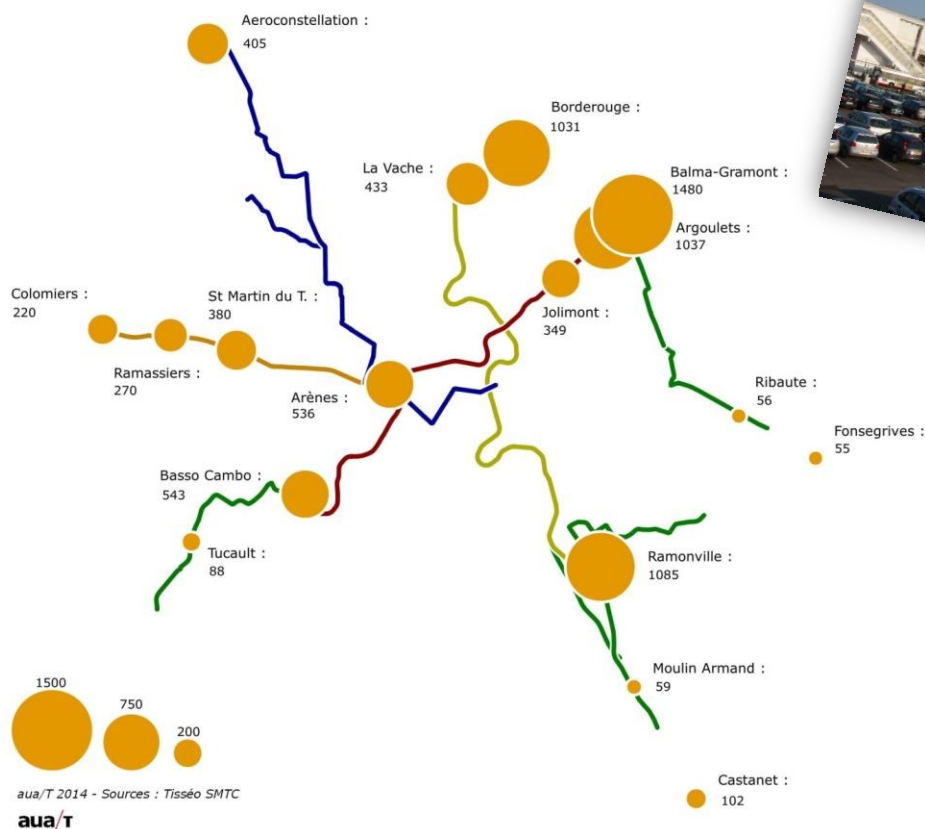 Aeroconstellation :
405
Borderouge :
1031
La Vache :
433
Balma-Gramont :
1480
Argoulets :
1037
Colomiers :
220
St Martin du T. :
380
Jolimont :
349
Ramassiers :
270
Arènes :
536
Ribaute :
56
Fonsegrives :
55
Basso Cambo :
543
Tucault :
88
Ramonville :
1085
Moulin Armand :
59
1500
750
200
Castanet :
102
aua/T 2014 - Sources : Tisséo SMTC
aua/T